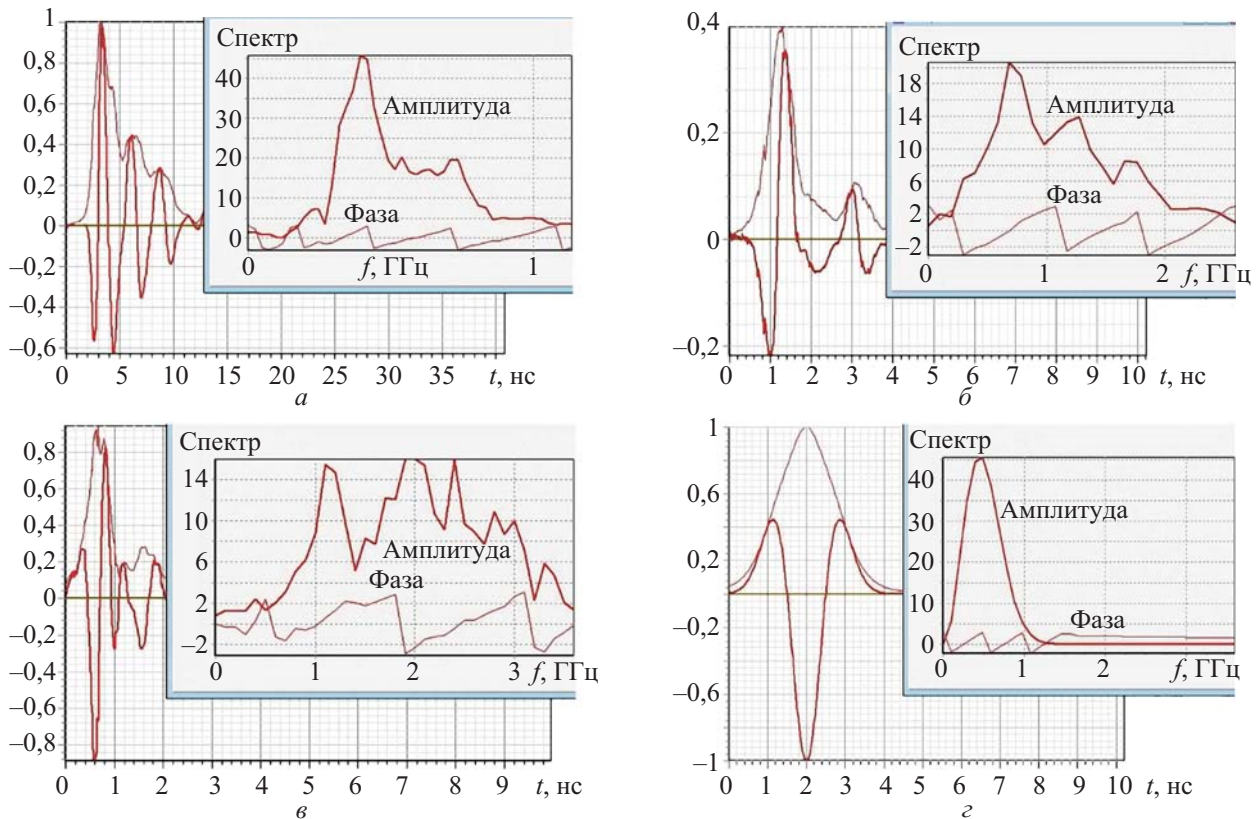 1
0,8
0,6
0,4
0,2
0
–0,2
–0,4
–0,6
0 5 10 15 20 25 30 35 t, нс
а
Спектр
40
30
20
10
0
Амплитуда
Фаза
0 f, ГГц 1
0,4
0,2
0
–0,2
0 1 2 3 4 5 6 7 8 9 10 t, нс
б
Спектр
18
14
10
6
2
–2
Амплитуда
Фаза
0 1 2 f, ГГц
0,8
0,6
0,4
0,2
0
–0,2
–0,4
–0,6
–0,8
0 1 2 3 4 5 6 7 8 9 t, нс
в
Спектр
14
10
6
2
–2
Амплитуда
Фаза
0 1 2 3 f, ГГц
1
0,6
0,2
0
–0,2
–0,6
–1
0 1 2 3 4 5 6 7 8 9 10 t, нс
г
Спектр
40
30
20
10
0
Амплитуда
Фаза
0 2 f, ГГц